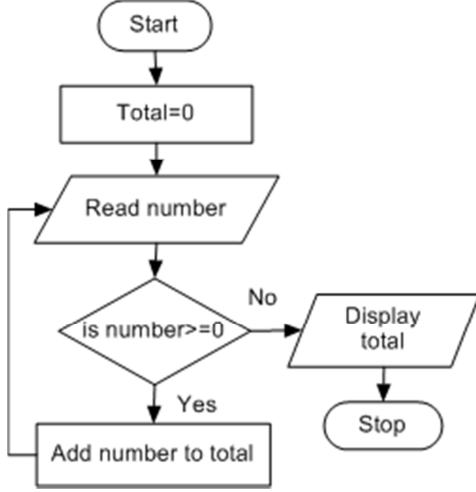 Start
Total=0
Read number
is number>=0
No
Display
total
Yes
Add number to total
Stop